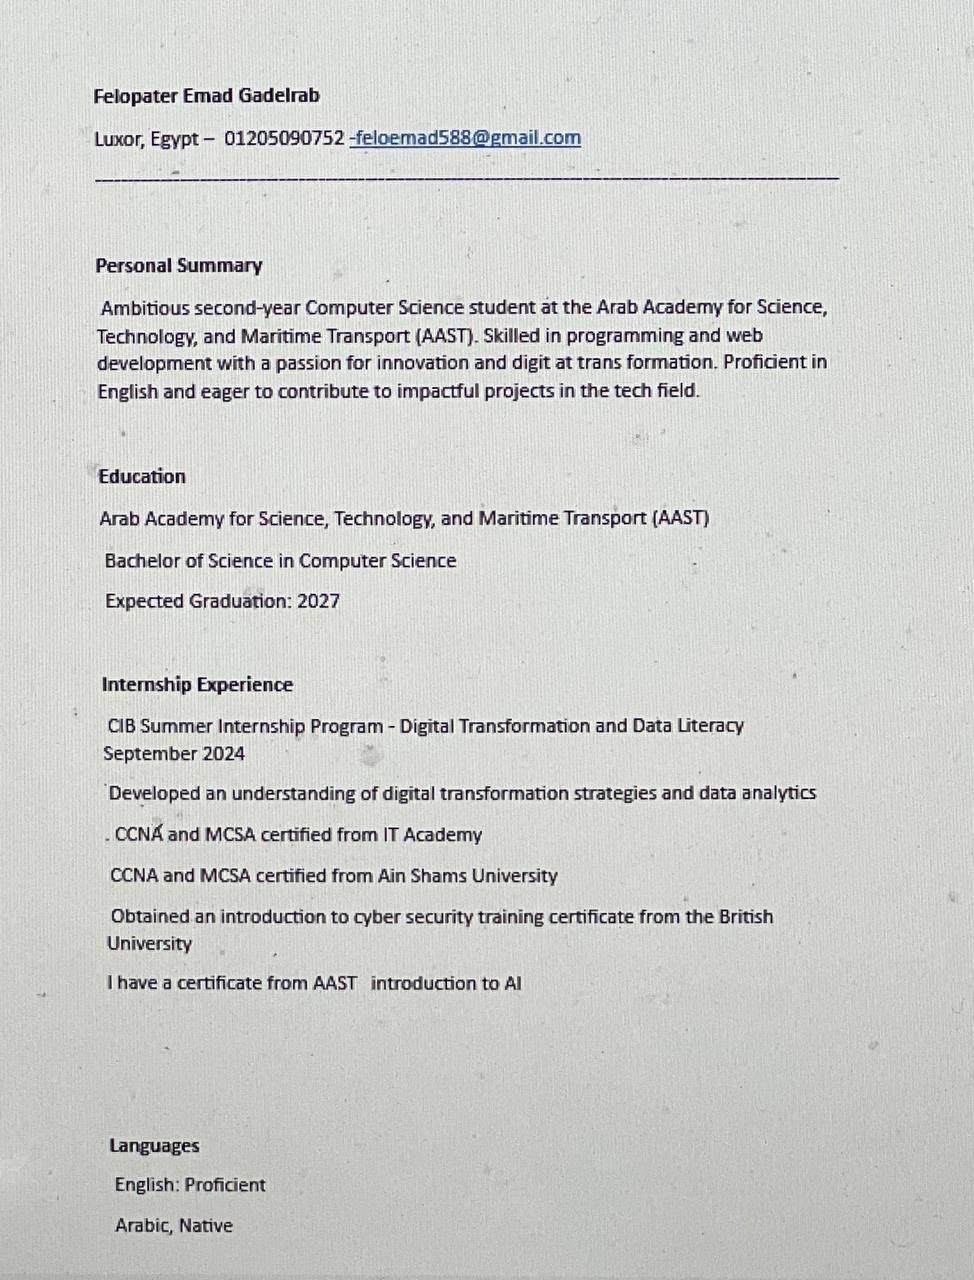 Felopater Emad Gadelrab
Luxor, Egypt – 01205090752 -feloemad588@gmail.com
Personal Summary
Ambitious second-year Computer Science student at the Arab Academy for Science,
Technology, and Maritime Transport (AAST). Skilled in programming and web
development with a passion for innovation and digit at trans formation. Proficient in
English and eager to contribute to impactful projects in the tech field.
Education
Arab Academy for Science, Technology, and Maritime Transport (AAST)
Bachelor of Science in Computer Science
Expected Graduation: 2027
Internship Experience
CIB Summer Internship Program - Digital Transformation and Data Literacy
September 2024
Developed an understanding of digital transformation strategies and data analytics
. CCNA and MCSA certified from IT Academy
CCNA and MCSA certified from Ain Shams University
Obtained an introduction to cyber security training certificate from the British
University
I have a certificate from AAST introduction to AI
Languages
English: Proficient
Arabic, Native